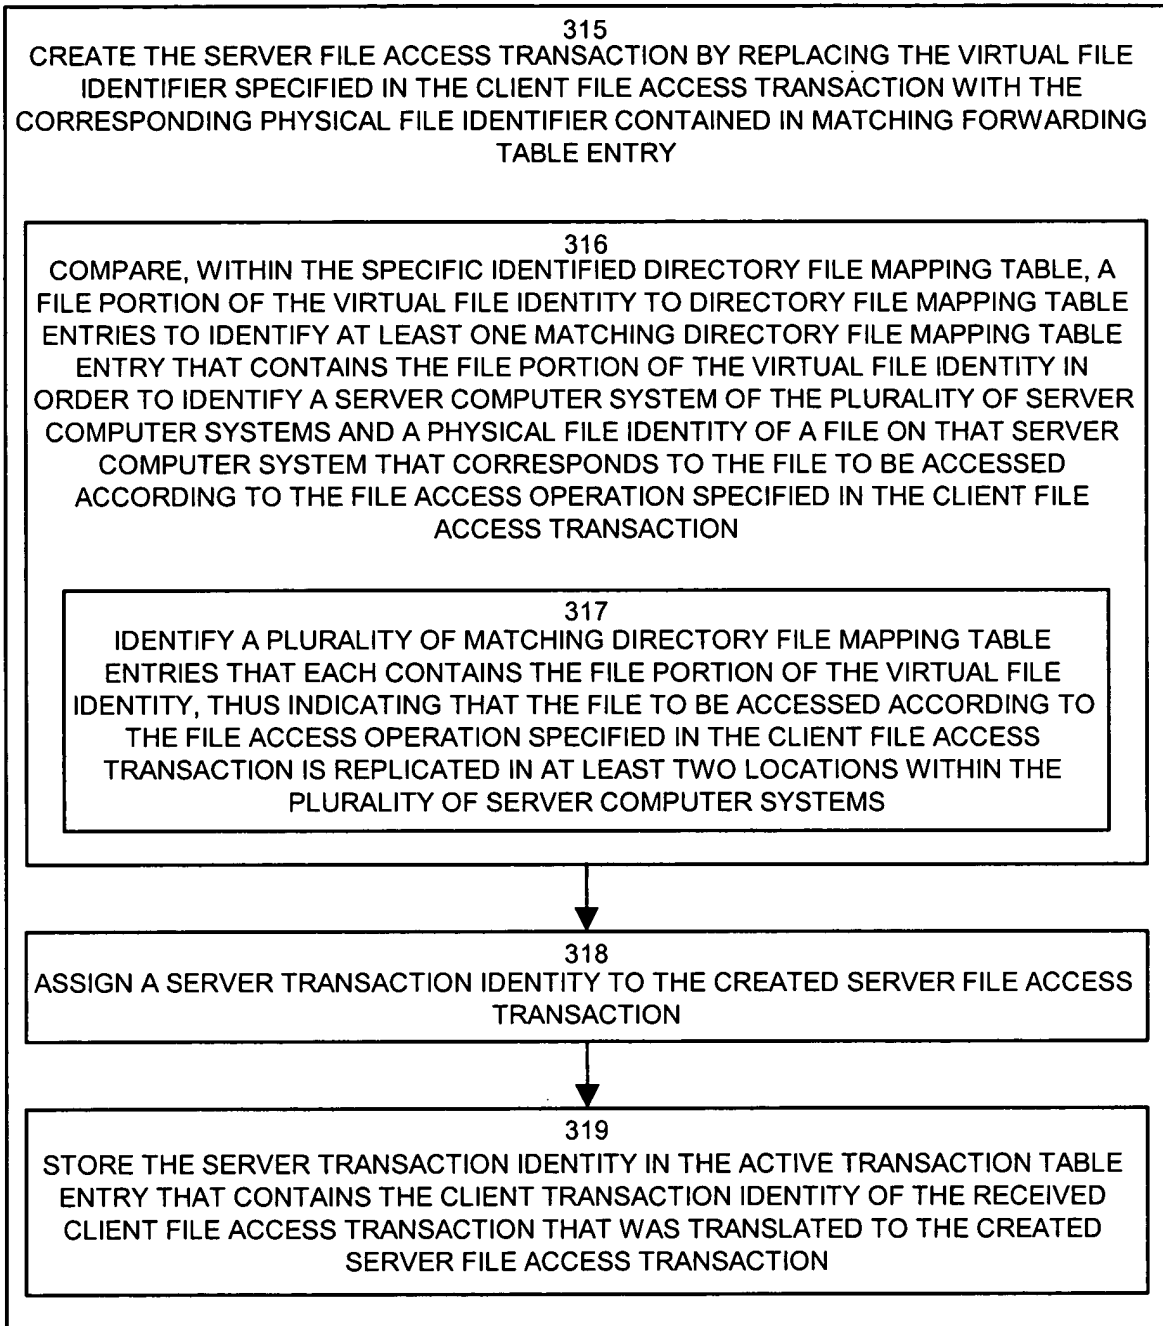 315
CREATE THE SERVER FILE ACCESS TRANSACTION BY REPLACING THE VIRTUAL FILE
IDENTIFIER SPECIFIED IN THE CLIENT FILE ACCESS TRANSACTION WITH THE
CORRESPONDING PHYSICAL FILE IDENTIFIER CONTAINED IN MATCHING FORWARDING
TABLE ENTRY
316
COMPARE, WITHIN THE SPECIFIC IDENTIFIED DIRECTORY FILE MAPPING TABLE, A
FILE PORTION OF THE VIRTUAL FILE IDENTITY TO DIRECTORY FILE MAPPING TABLE
ENTRIES TO IDENTIFY AT LEAST ONE MATCHING DIRECTORY FILE MAPPING TABLE
ENTRY THAT CONTAINS THE FILE PORTION OF THE VIRTUAL FILE IDENTITY IN
ORDER TO IDENTIFY A SERVER COMPUTER SYSTEM OF THE PLURALITY OF SERVER
COMPUTER SYSTEMS AND A PHYSICAL FILE IDENTITY OF A FILE ON THAT SERVER
COMPUTER SYSTEM THAT CORRESPONDS TO THE FILE TO BE ACCESSED
ACCORDING TO THE FILE ACCESS OPERATION SPECIFIED IN THE CLIENT FILE
ACCESS TRANSACTION
317
IDENTIFY A PLURALITY OF MATCHING DIRECTORY FILE MAPPING TABLE
ENTRIES THAT EACH CONTAINS THE FILE PORTION OF THE VIRTUAL FILE
IDENTITY, THUS INDICATING THAT THE FILE TO BE ACCESSED ACCORDING TO
THE FILE ACCESS OPERATION SPECIFIED IN THE CLIENT FILE ACCESS
TRANSACTION IS REPLICATED IN AT LEAST TWO LOCATIONS WITHIN THE
PLURALITY OF SERVER COMPUTER SYSTEMS
318
ASSIGN A SERVER TRANSACTION IDENTITY TO THE CREATED SERVER FILE ACCESS
TRANSACTION
319
STORE THE SERVER TRANSACTION IDENTITY IN THE ACTIVE TRANSACTION TABLE
ENTRY THAT CONTAINS THE CLIENT TRANSACTION IDENTITY OF THE RECEIVED
CLIENT FILE ACCESS TRANSACTION THAT WAS TRANSLATED TO THE CREATED
SERVER FILE ACCESS TRANSACTION